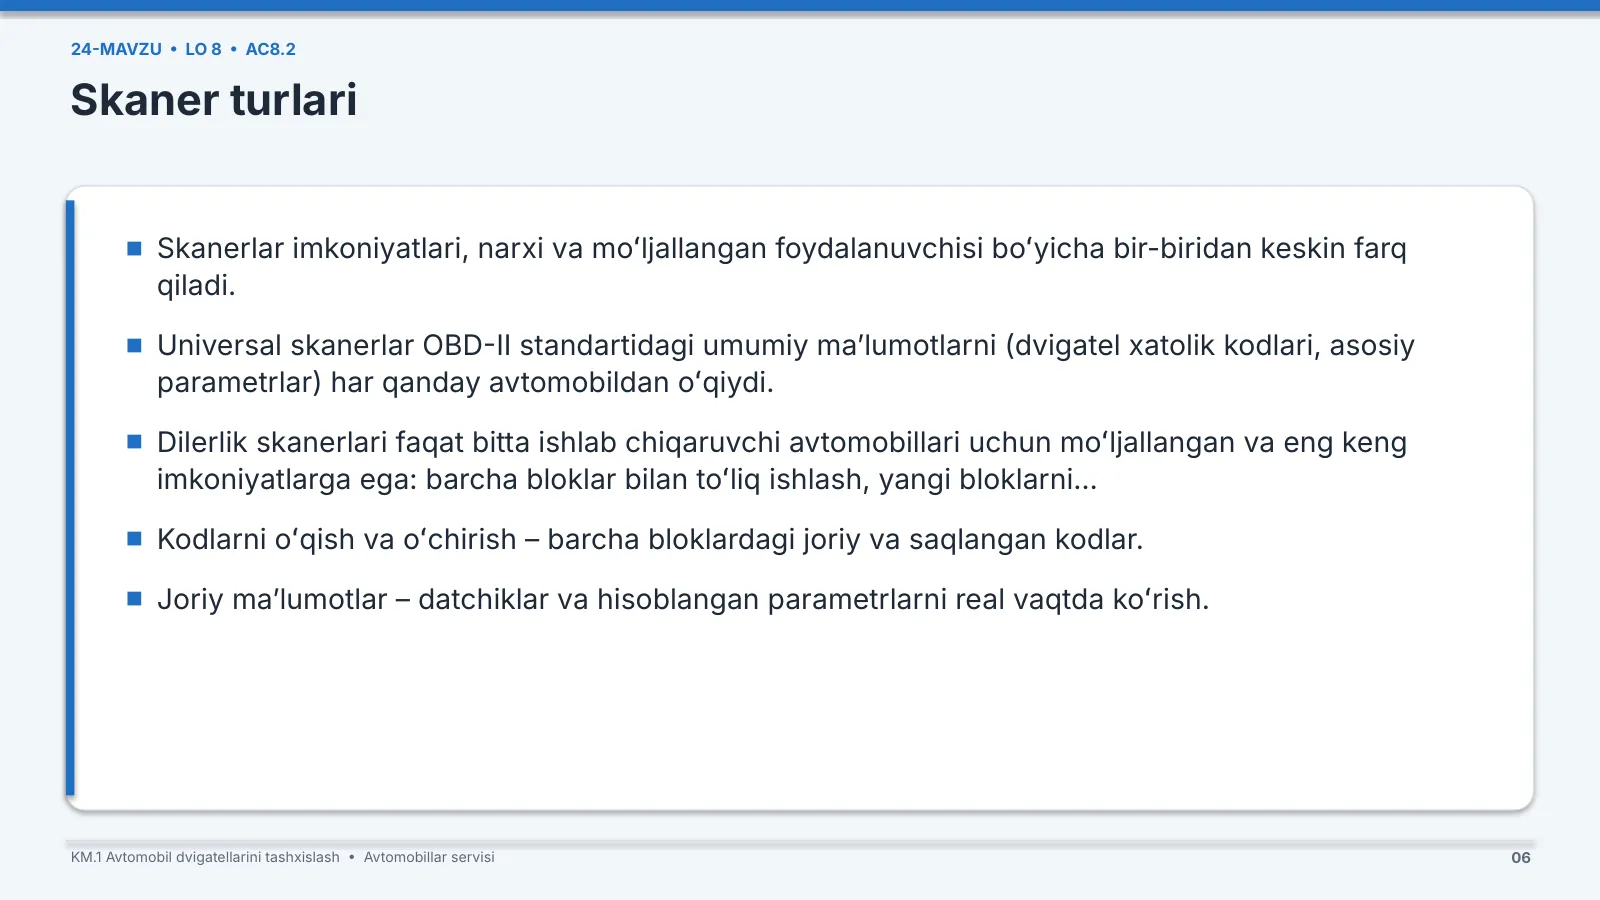 24-MAVZU • LO 8 • AC8.2
Skaner turlari
Skanerlar imkoniyatlari, narxi va moʻljallangan foydalanuvchisi boʻyicha bir-biridan keskin farq
qiladi.
Universal skanerlar OBD-II standartidagi umumiy maʼlumotlarni (dvigatel xatolik kodlari, asosiy
parametrlar) har qanday avtomobildan oʻqiydi.
Dilerlik skanerlari faqat bitta ishlab chiqaruvchi avtomobillari uchun moʻljallangan va eng keng
imkoniyatlarga ega: barcha bloklar bilan toʻliq ishlash, yangi bloklarni...
Kodlarni oʻqish va oʻchirish – barcha bloklardagi joriy va saqlangan kodlar.
Joriy maʼlumotlar – datchiklar va hisoblangan parametrlarni real vaqtda koʻrish.
KM.1 Avtomobil dvigatellarini tashxislash • Avtomobillar servisi
06